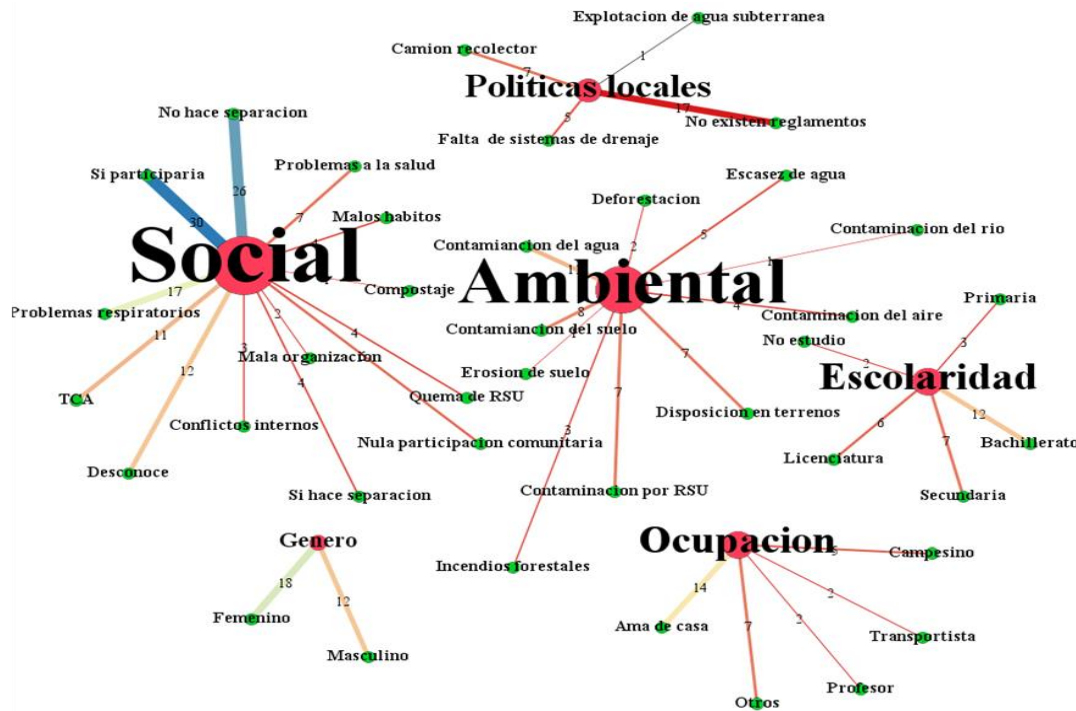 Explotacion de agua subterranea
Camion recolector
1
7
Politicas locales
17
No existen reglamentos
5
Falta de sistemas de drenaje
No hace separacion
Si participaria
Problemas a la salud
26
30
7
Malos habitos
4
Social
Compostaje
17
Problemas respiratorios
11
2
4
Mala organizacion
12
3
4
TCA
Quema de RSU
Conflictos internos
Nula participacion comunitaria
Desconoce
Si hace separacion
Escasez de agua
Deforestacion
Contaminacion del rio
Contamiancion del agua
2
5
1
Ambiental
8
4
Contaminacion del aire
Contamiancion del suelo
1
Erosion de suelo
7
7
3
Disposicion en terrenos
Contaminacion por RSU
Incendios forestales
Primaria
No estudio
3
2
Escolaridad
12
6
7
Bachillerato
Licenciatura
Secundaria
Genero
18
12
Femenino
Masculino
Ocupacion
5
Campesino
14
2
7
2
Ama de casa
Transportista
Profesor
Otros